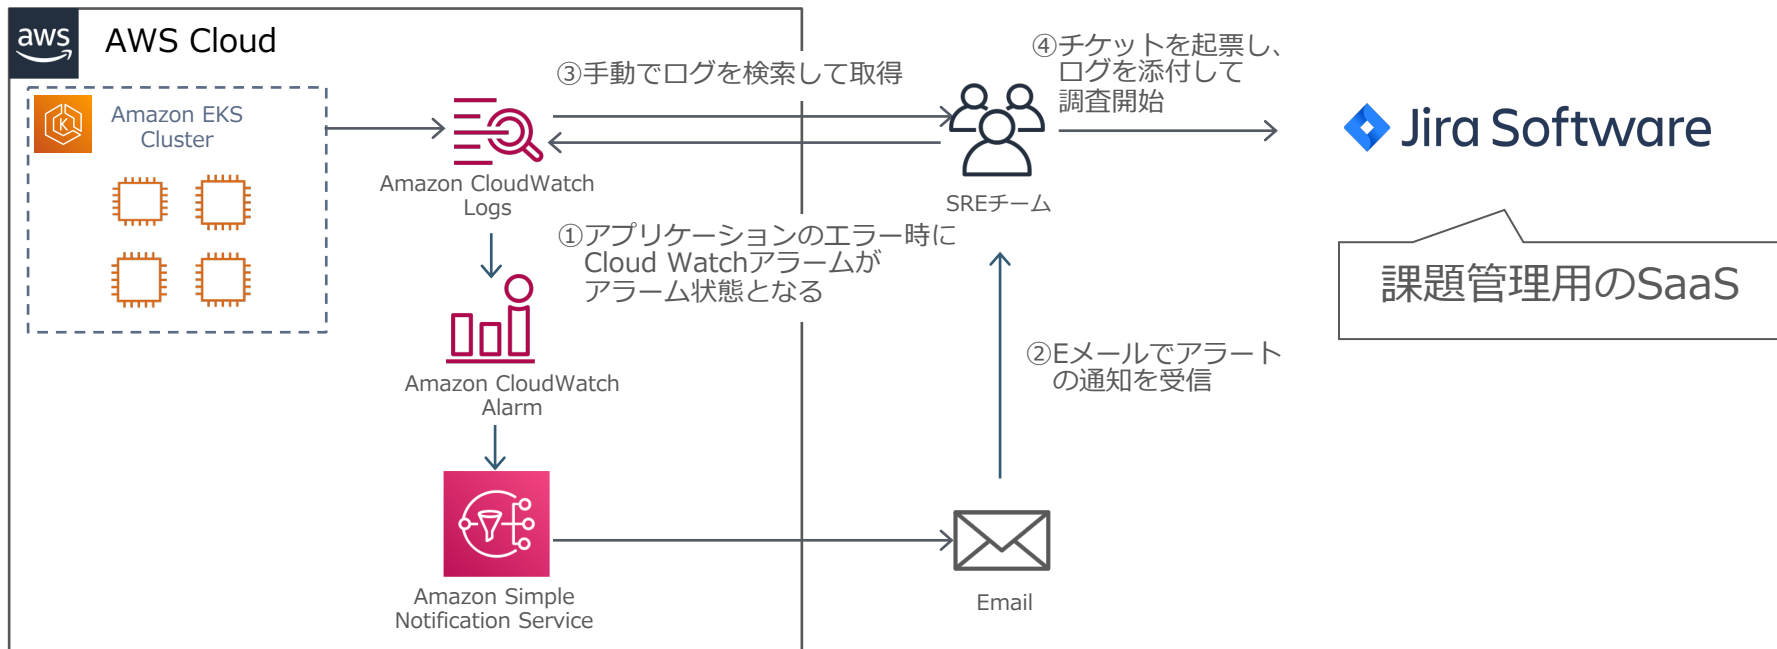 aws
AWS Cloud
Amazon EKS
Cluster
Amazon CloudWatch
Logs
③手動でログを検索して取得
SREチーム
④チケットを起票し、
ログを添付して
調査開始
Jira Software
課題管理用のSaaS
①アプリケーションのエラー時に
Cloud Watchアラームが
アラーム状態となる
Amazon CloudWatch
Alarm
②Eメールでアラート
の通知を受信
Amazon Simple
Notification Service
Email